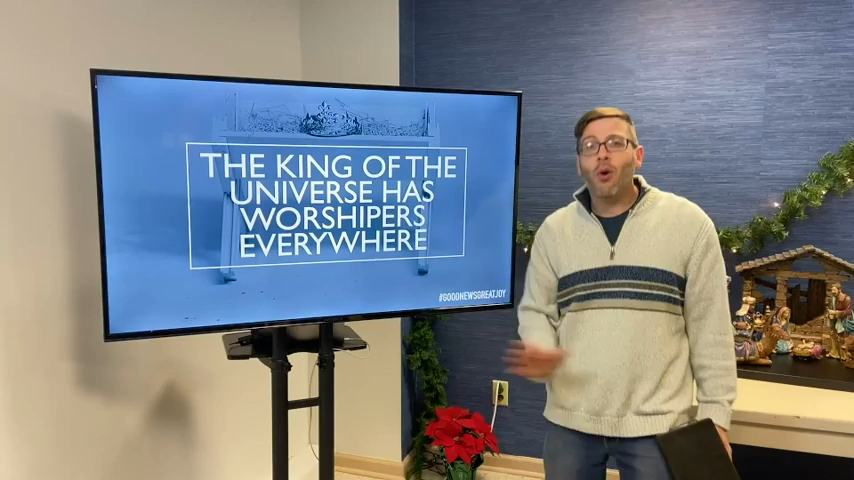 THE KING OF THE
UNIVERSE HAS
WORSHIPERS
EVERYWHERE
#GOODNEWSGREATJOY